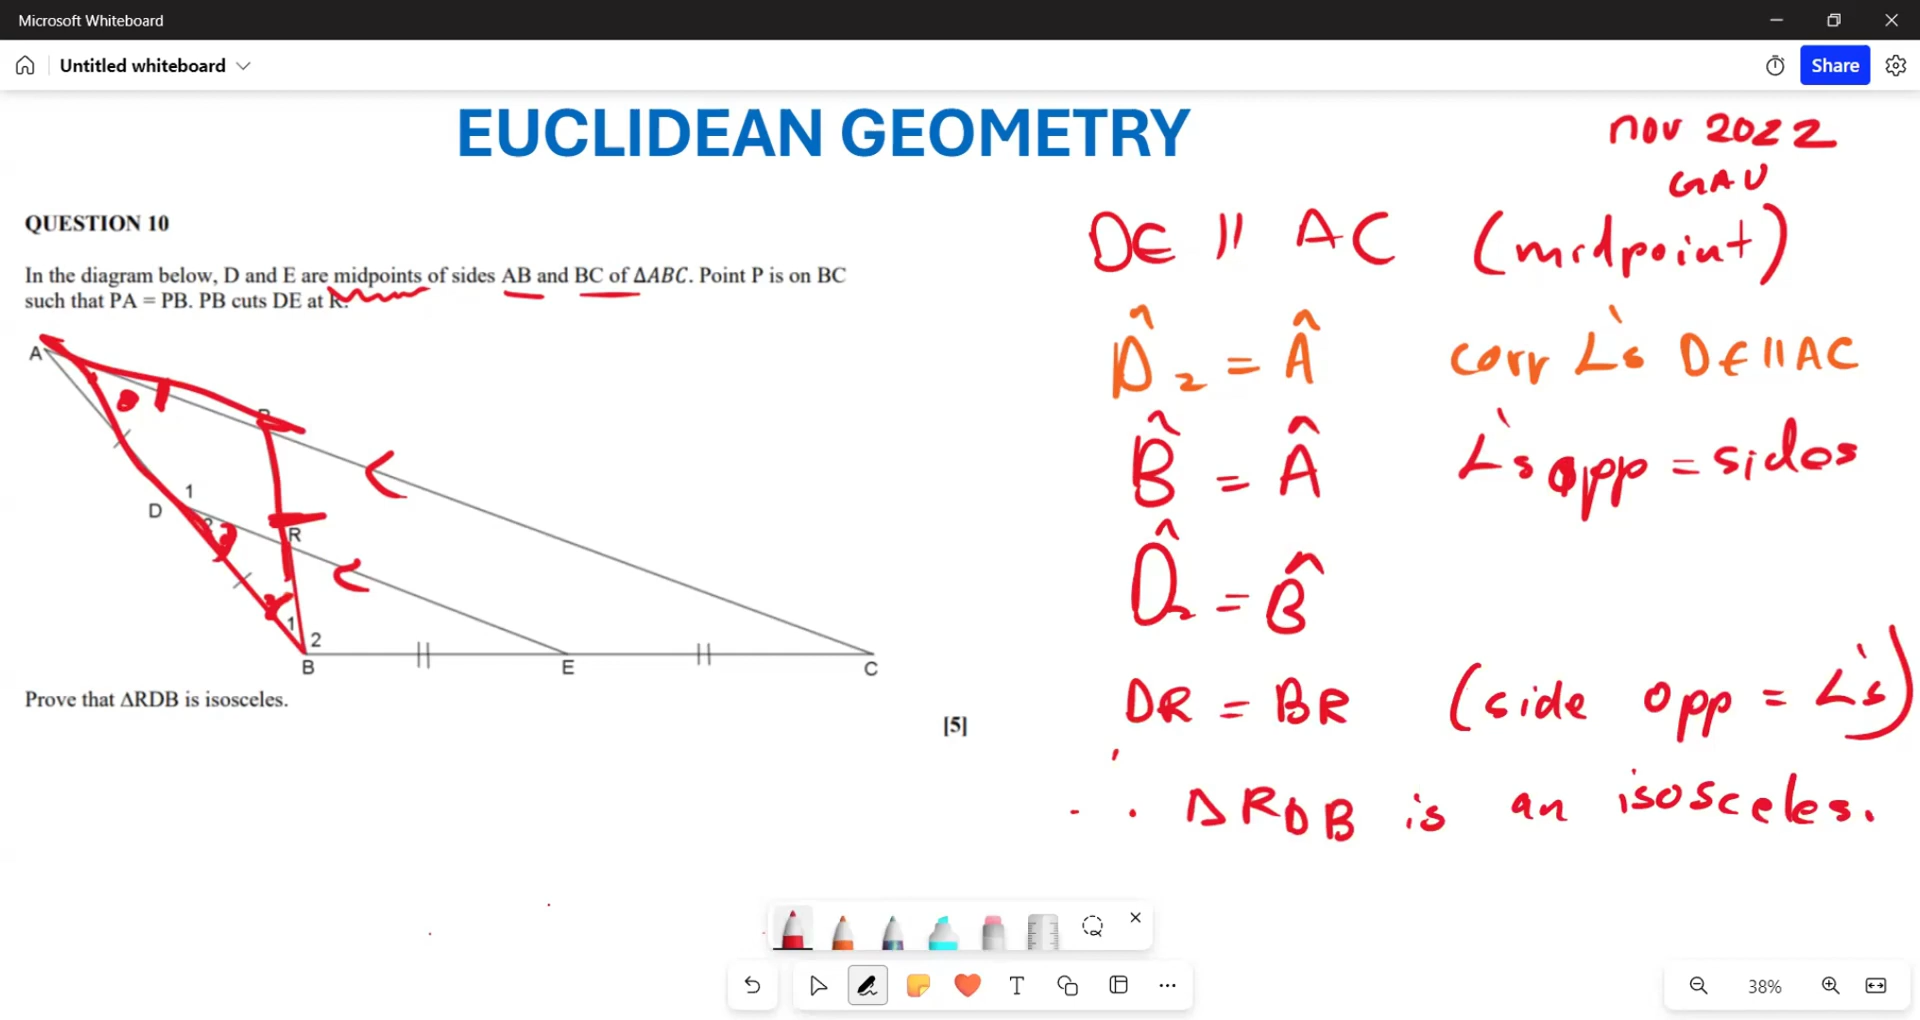 Microsoft Whiteboard
Untitled whiteboard
Share
EUCLIDEAN GEOMETRY
nov 2022
GAU
QUESTION 10
In the diagram below, D and E are midpoints of sides AB and BC of ΔABC. Point P is on BC
such that PA = PB. PB cuts DE at R.
A
P
1
D
2
R
1
2
B
E
C
Prove that ΔRDB is isosceles.
[5]
DE || AC (midpoint)
D̂₂ = Â corr L's DE||AC
B̂ = Â L's opp = sides
D̂₂ = B̂
DR = BR (side opp = L's)
∴ ΔRDB is an isosceles.
38%